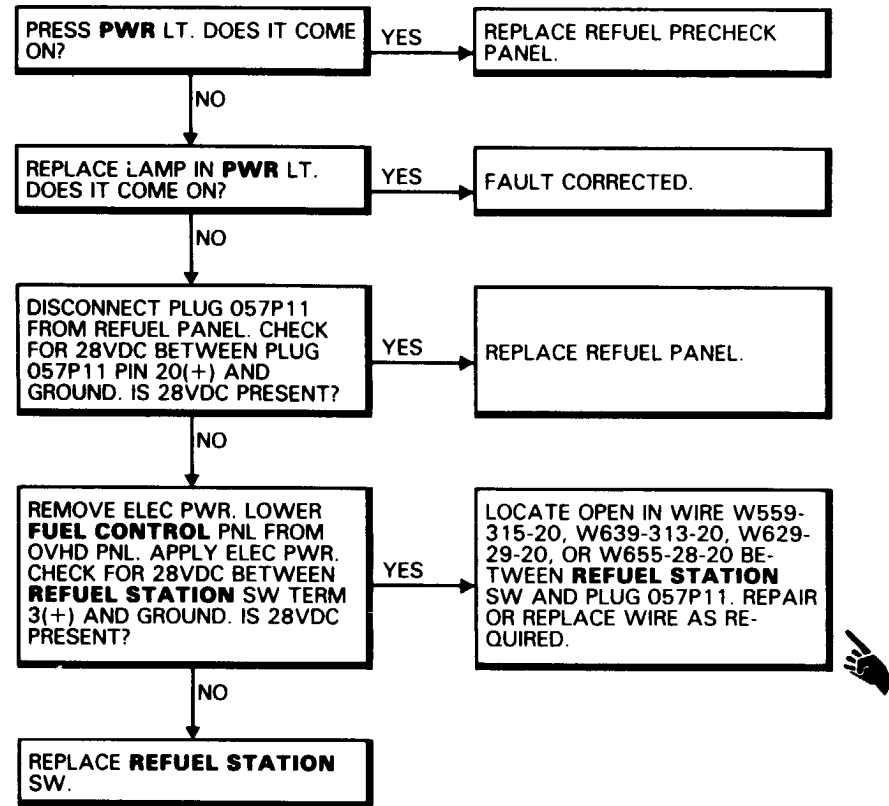 PRESS PWR LT. DOES IT COME
ON?
YES
REPLACE REFUEL PRECHECK
PANEL.
NO
REPLACE LAMP IN PWR LT.
DOES IT COME ON?
YES
FAULT CORRECTED.
NO
DISCONNECT PLUG 057P11
FROM REFUEL PANEL. CHECK
FOR 28VDC BETWEEN PLUG
057P11 PIN 20(+) AND
GROUND. IS 28VDC PRESENT?
YES
REPLACE REFUEL PANEL.
NO
REMOVE ELEC PWR. LOWER
FUEL CONTROL PNL FROM
OVHD PNL. APPLY ELEC PWR.
CHECK FOR 28VDC BETWEEN
REFUEL STATION SW TERM
3(+) AND GROUND. IS 28VDC
PRESENT?
YES
LOCATE OPEN IN WIRE W559-
315-20, W639-313-20, W629-
29-20, OR W655-28-20 BE-
TWEEN REFUEL STATION
SW AND PLUG 057P11. REPAIR
OR REPLACE WIRE AS RE-
QUIRED.
NO
REPLACE REFUEL STATION
SW.